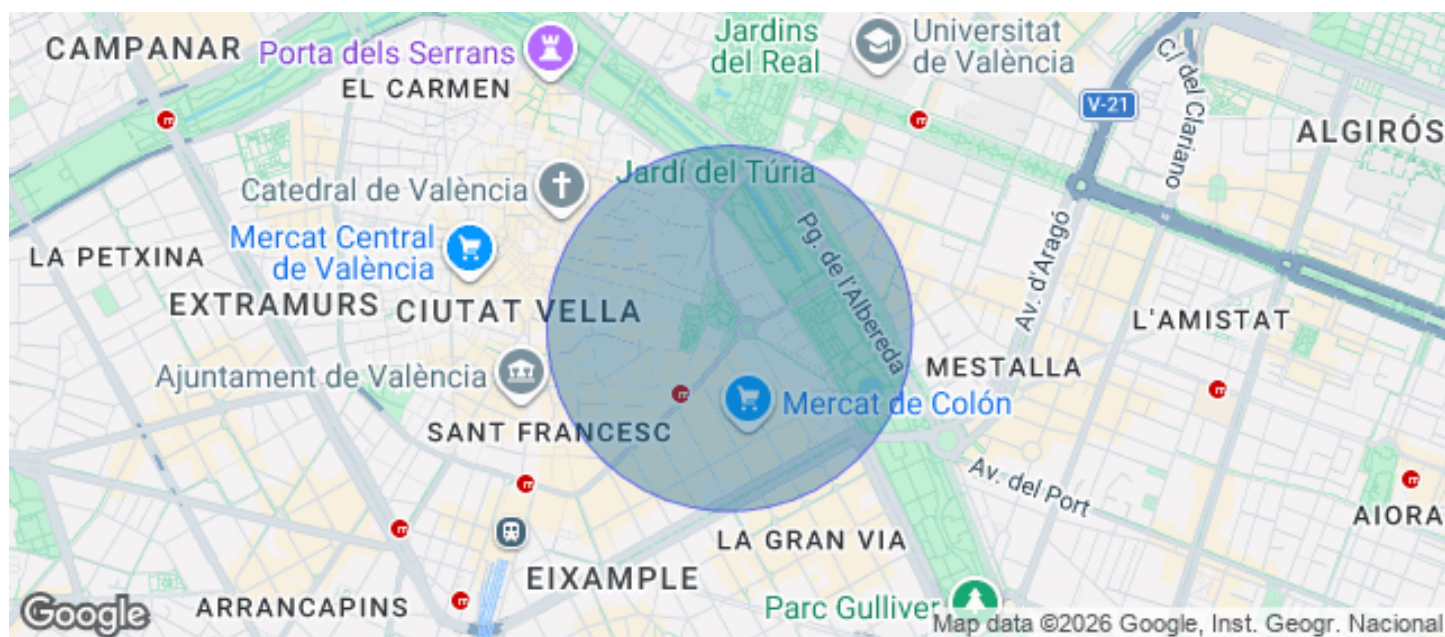 CAMPANAR
Porta dels Serrans
EL CARMEN
Jardins
del Real
Universitat
de València
V-21
C/ del Clariano
ALGIRÓS
Catedral de València
Jardí del Túria
Mercat Central
de València
LA PETXINA
EXTRAMURS
CIUTAT VELLA
Pg. de l'Albereda
Av. d'Aragó
L'AMISTAT
Ajuntament de València
MESTALLA
Mercat de Colón
SANT FRANCESC
Av. del Port
AIORA
LA GRAN VIA
EIXAMPLE
ARRANCAPINS
Parc Gulliver
Google
Map data ©2026 Google, Inst. Geogr. Nacional